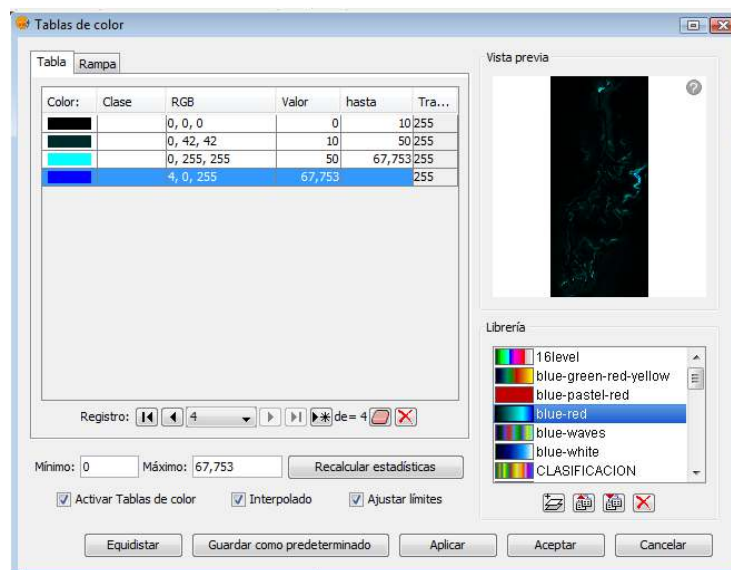 Tablas de color
Tabla Rampa
Color: Clase RGB Valor hasta Tra...
0, 0, 0 0 10 255
0, 42, 42 10 50 255
0, 255, 255 50 67,753 255
4, 0, 255 67,753 255
Registro: 4 de= 4
Mínimo: 0 Máximo: 67,753 Recalcular estadísticas
Activar Tablas de color Interpolado Ajustar límites
Vista previa
?
Librería
16level
blue-green-red-yellow
blue-pastel-red
blue-red
blue-waves
blue-white
CLASIFICACION
Equidistar Guardar como predeterminado Aplicar Aceptar Cancelar